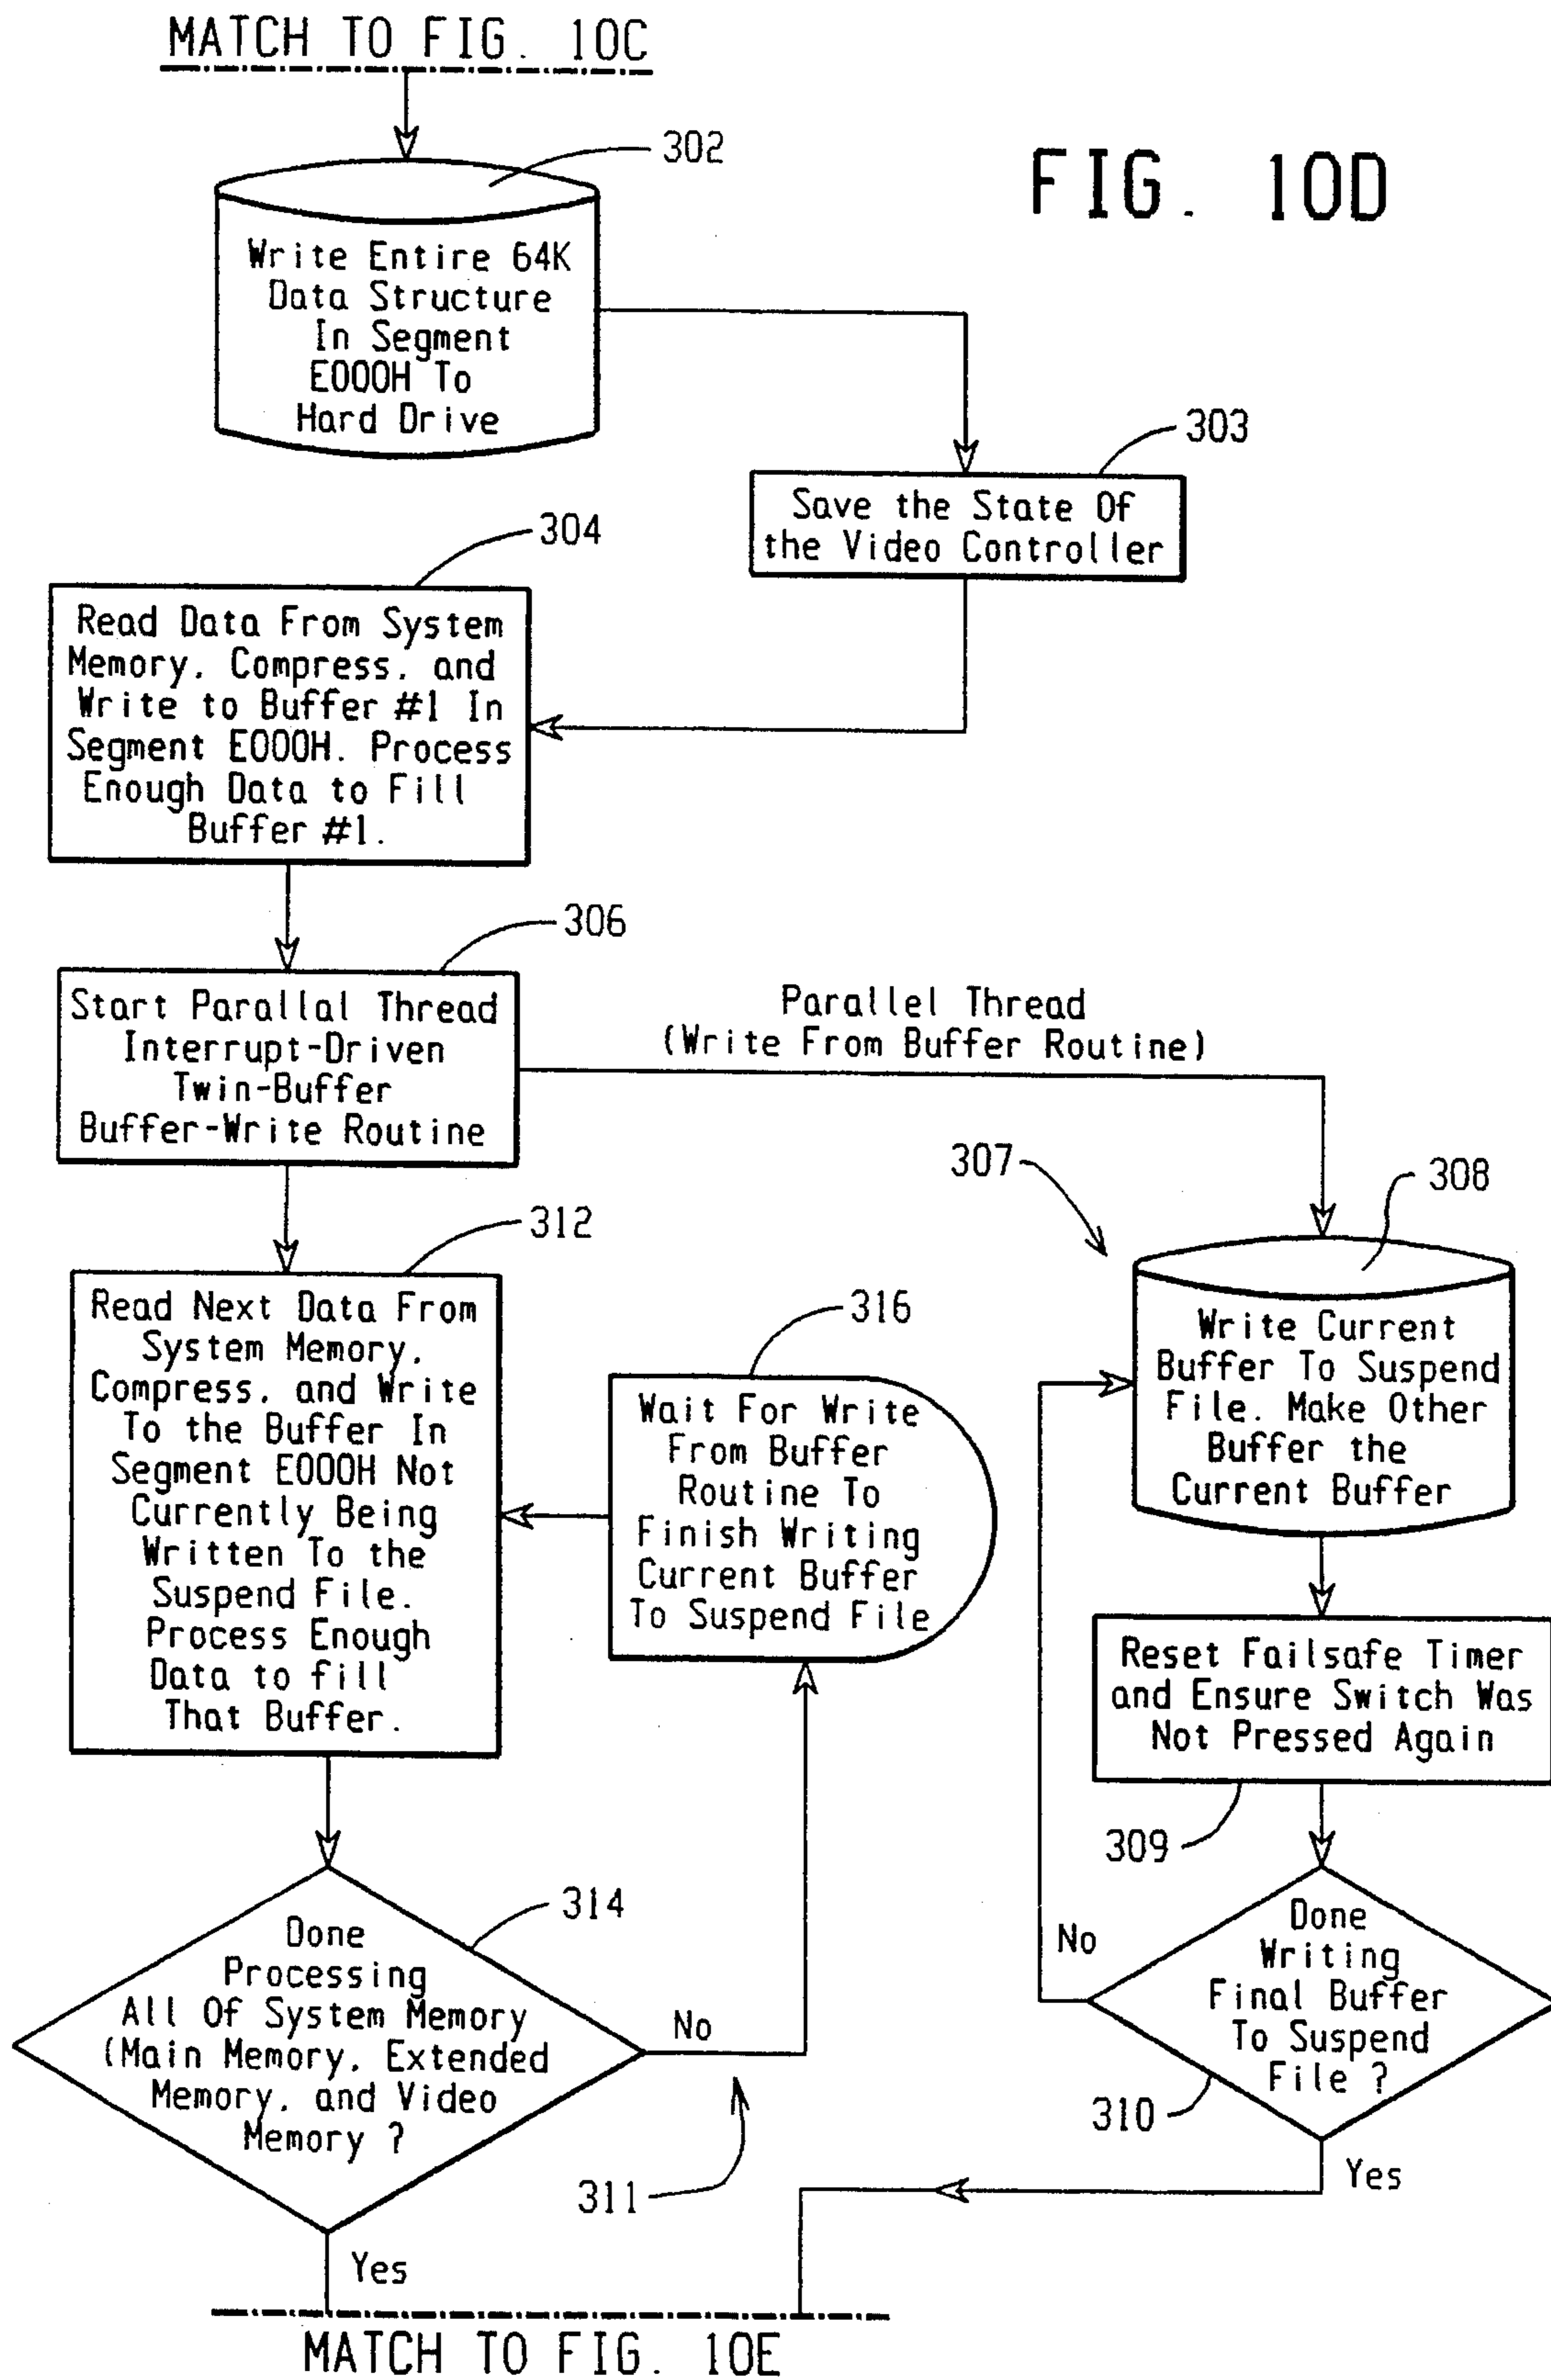 MATCH TO FIG. 10C
302
FIG. 10D
Write Entire 64K
Data Structure
In Segment
E000H To
Hard Drive
303
Save the State Of
the Video Controller
304
Read Data From System
Memory, Compress, and
Write to Buffer #1 In
Segment E000H. Process
Enough Data to Fill
Buffer #1.
306
Start Parallal Thread
Interrupt-Driven
Twin-Buffer
Buffer-Write Routine
Parallel Thread
(Write From Buffer Routine)
307
308
Write Current
Buffer To Suspend
File. Make Other
Buffer the
Current Buffer
312
Read Next Data From
System Memory,
Compress, and Write
To the Buffer In
Segment E000H Not
Currently Being
Written To the
Suspend File.
Process Enough
Data to fill
That Buffer.
316
Wait For Write
From Buffer
Routine To
Finish Writing
Current Buffer
To Suspend File
Reset Failsafe Timer
and Ensure Switch Was
Not Pressed Again
309
314
Done
Processing
All Of System Memory
(Main Memory, Extended
Memory, and Video
Memory ?
No
311
Yes
No
Done
Writing
Final Buffer
To Suspend
File ?
310
Yes
MATCH TO FIG. 10E